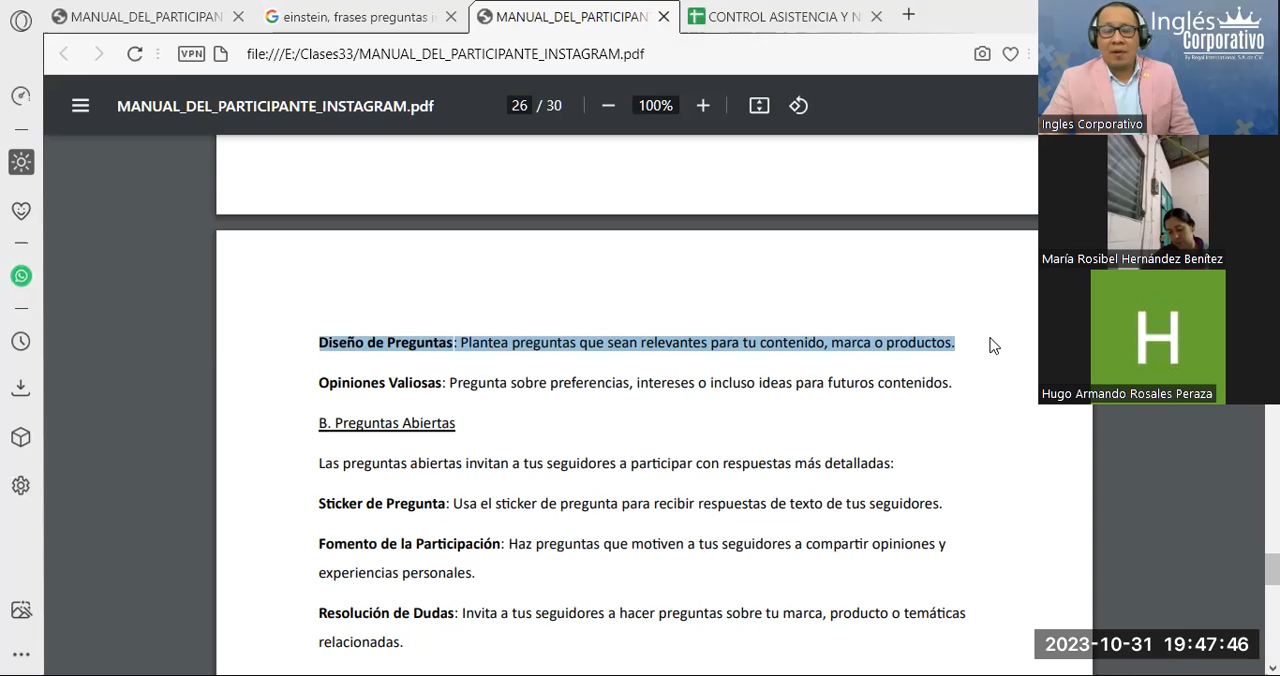 MANUAL_DEL_PARTICIPAN
einstein, frases preguntas i
MANUAL_DEL_PARTICIPAN
CONTROL ASISTENCIA Y N
VPN
file:///E:/Clases33/MANUAL_DEL_PARTICIPANTE_INSTAGRAM.pdf
MANUAL_DEL_PARTICIPANTE_INSTAGRAM.pdf
26 / 30
100%
Inglés
Corporativo
By Regal International, S.A. de C.V.
Ingles Corporativo
María Rosibel Hernández Benítez
H
Hugo Armando Rosales Peraza
Diseño de Preguntas: Plantea preguntas que sean relevantes para tu contenido, marca o productos.
Opiniones Valiosas: Pregunta sobre preferencias, intereses o incluso ideas para futuros contenidos.
B. Preguntas Abiertas
Las preguntas abiertas invitan a tus seguidores a participar con respuestas más detalladas:
Sticker de Pregunta: Usa el sticker de pregunta para recibir respuestas de texto de tus seguidores.
Fomento de la Participación: Haz preguntas que motiven a tus seguidores a compartir opiniones y
experiencias personales.
Resolución de Dudas: Invita a tus seguidores a hacer preguntas sobre tu marca, producto o temáticas
relacionadas.
2023-10-31 19:47:46